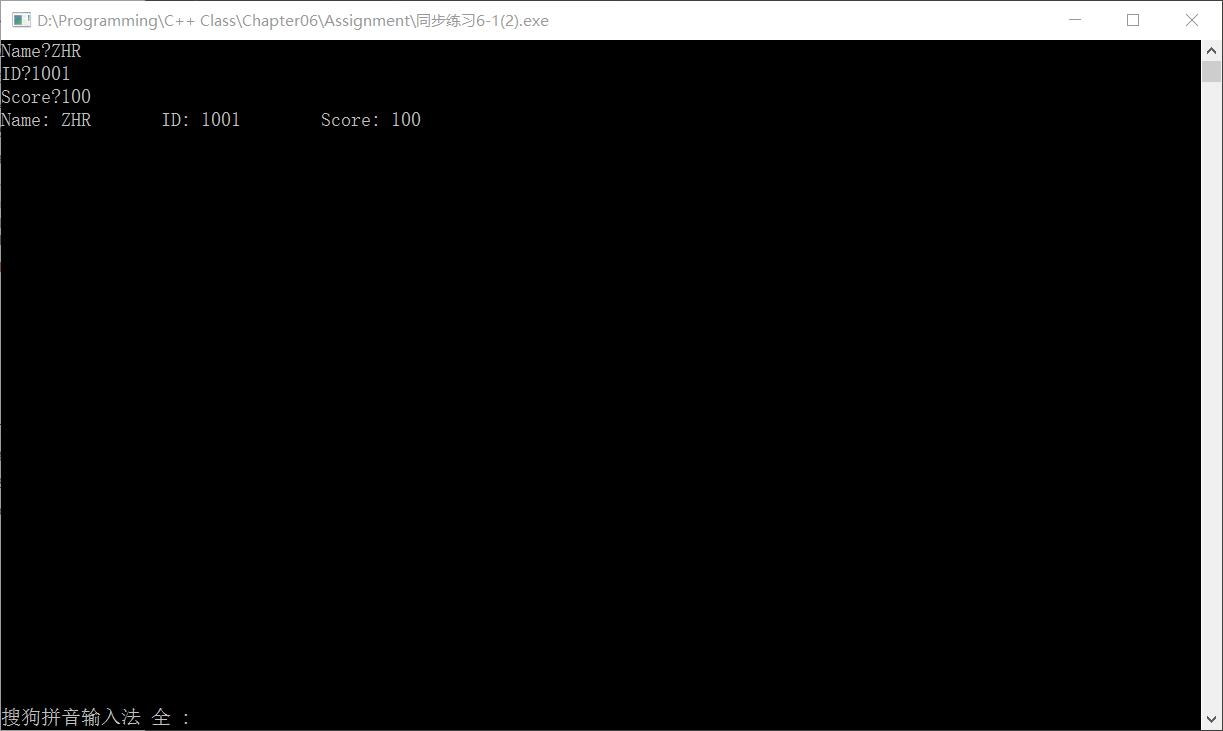 D:\Programming\C++ Class\Chapter06\Assignment\同步练习6-1(2).exe
Name?ZHR
ID?1001
Score?100
Name: ZHR ID: 1001 Score: 100
搜狗拼音输入法 全 :